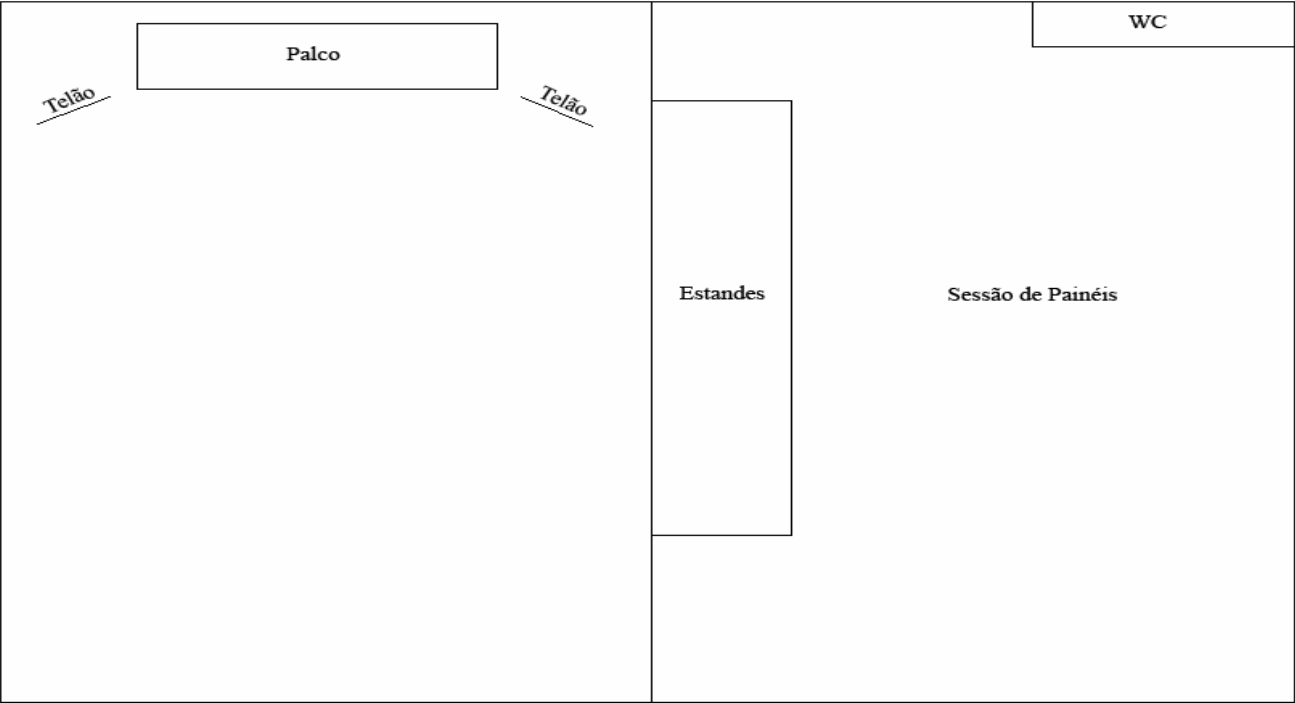 Palco
Telão
Telão
WC
Estandes
Sessão de Painéis